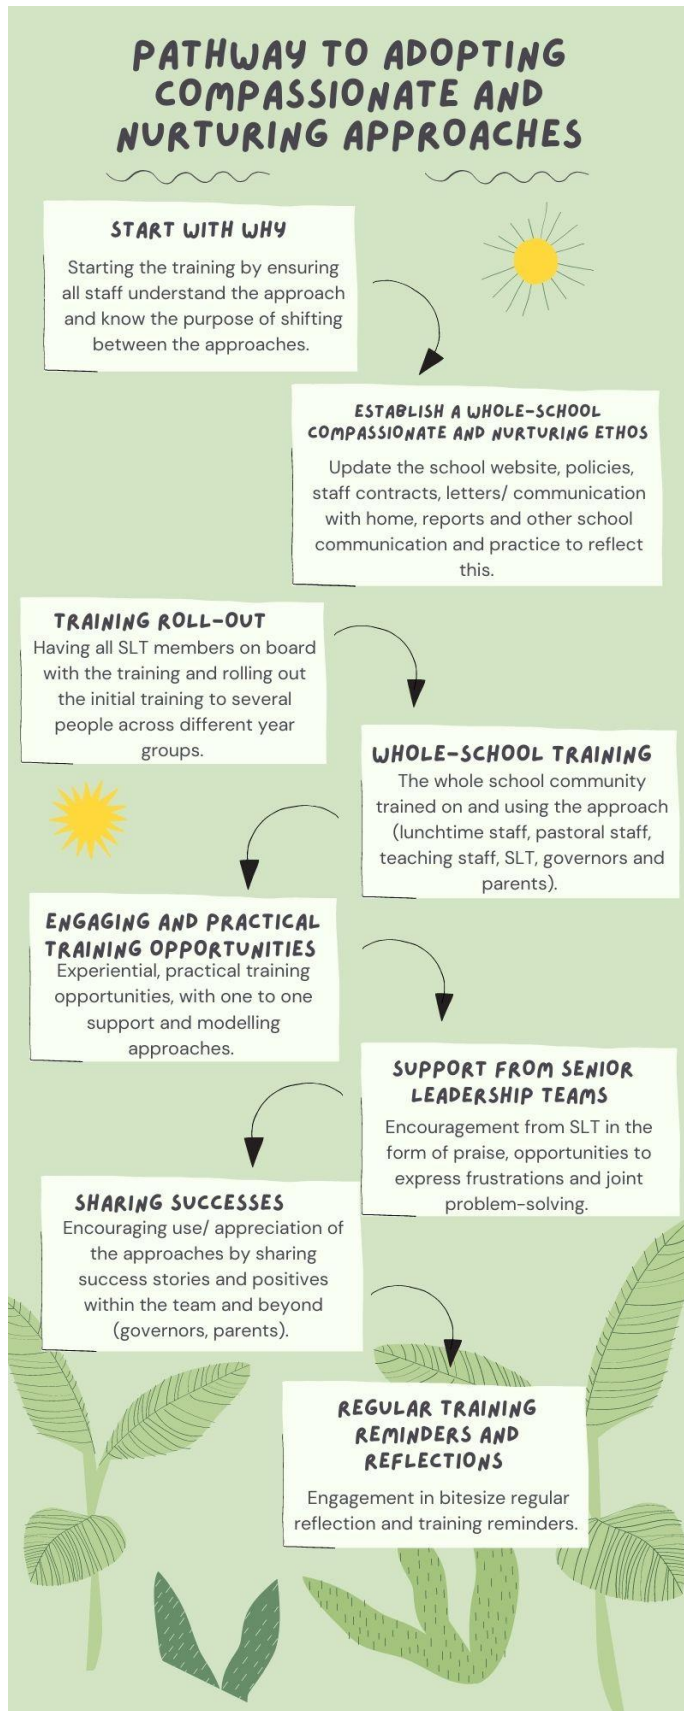 PATHWAY TO ADOPTING
COMPASSIONATE AND
NURTURING APPROACHES
START WITH WHY
Starting the training by ensuring
all staff understand the approach
and know the purpose of shifting
between the approaches.
ESTABLISH A WHOLE-SCHOOL
COMPASSIONATE AND NURTURING ETHOS
Update the school website, policies,
staff contracts, letters/ communication
with home, reports and other school
communication and practice to reflect
this.
TRAINING ROLL-OUT
Having all SLT members on board
with the training and rolling out
the initial training to several
people across different year
groups.
WHOLE-SCHOOL TRAINING
The whole school community
trained on and using the approach
(lunchtime staff, pastoral staff,
teaching staff, SLT, governors and
parents).
ENGAGING AND PRACTICAL
TRAINING OPPORTUNITIES
Experiential, practical training
opportunities, with one to one
support and modelling
approaches.
SUPPORT FROM SENIOR
LEADERSHIP TEAMS
Encouragement from SLT in the
form of praise, opportunities to
express frustrations and joint
problem-solving.
SHARING SUCCESSES
Encouraging use/ appreciation of
the approaches by sharing
success stories and positives
within the team and beyond
(governors, parents).
REGULAR TRAINING
REMINDERS AND
REFLECTIONS
Engagement in bitesize regular
reflection and training reminders.